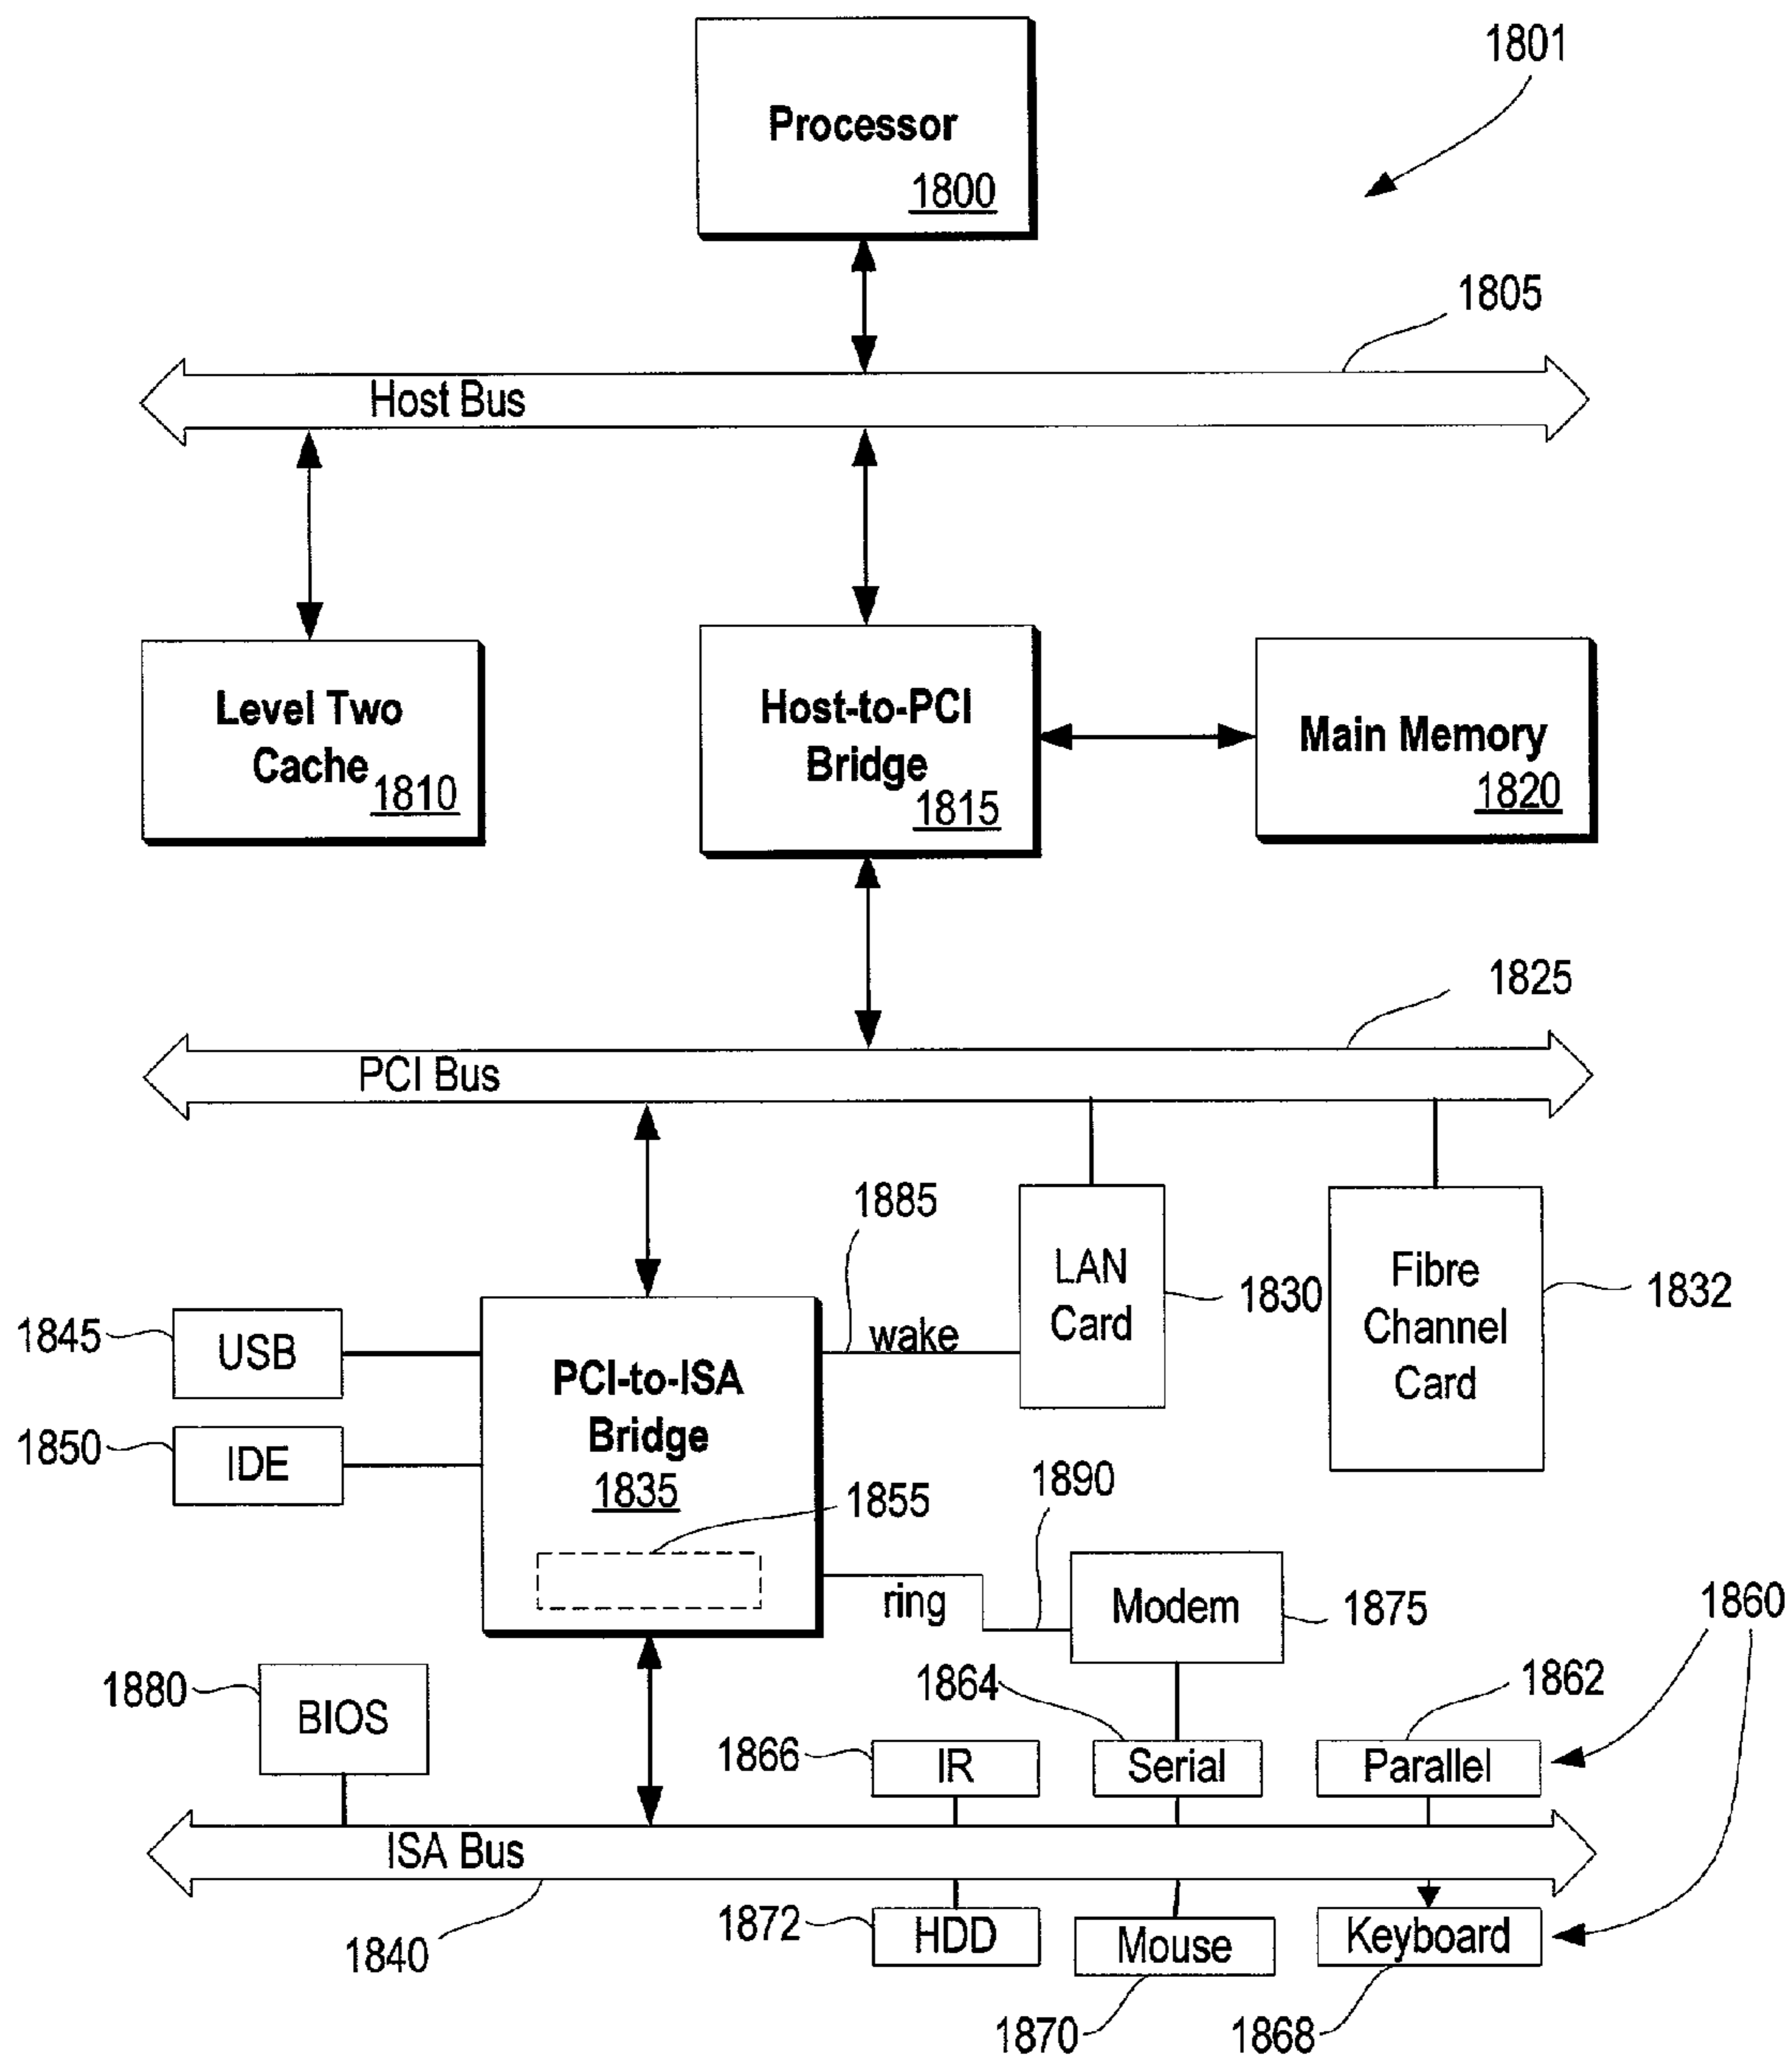 1801
Processor
1800
1805
Host Bus
Level Two
Cache
1810
Host-to-PCI
Bridge
1815
Main Memory
1820
1825
PCI Bus
1885
LAN
Card
1830
Fibre
Channel
Card
1832
wake
1845
USB
PCI-to-ISA
Bridge
1835
1850
IDE
1855
1890
ring
Modem
1875
1860
1880
BIOS
1864
1862
1866
IR
Serial
Parallel
ISA Bus
1840
1872
HDD
Mouse
Keyboard
1870
1868